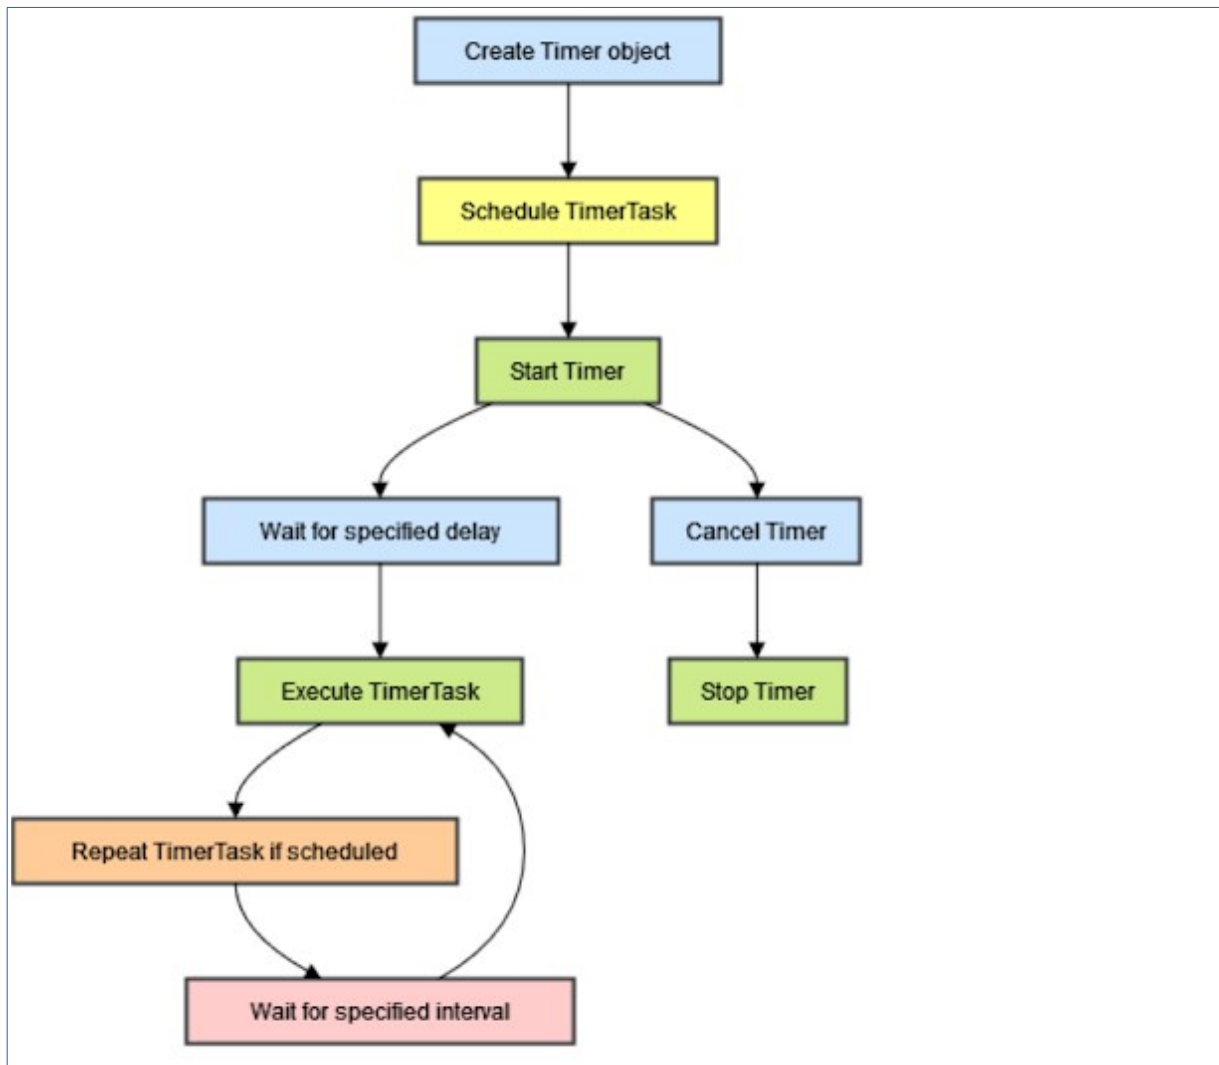 Create Timer object
Schedule TimerTask
Start Timer
Wait for specified delay
Cancel Timer
Execute TimerTask
Stop Timer
Repeat TimerTask if scheduled
Wait for specified interval